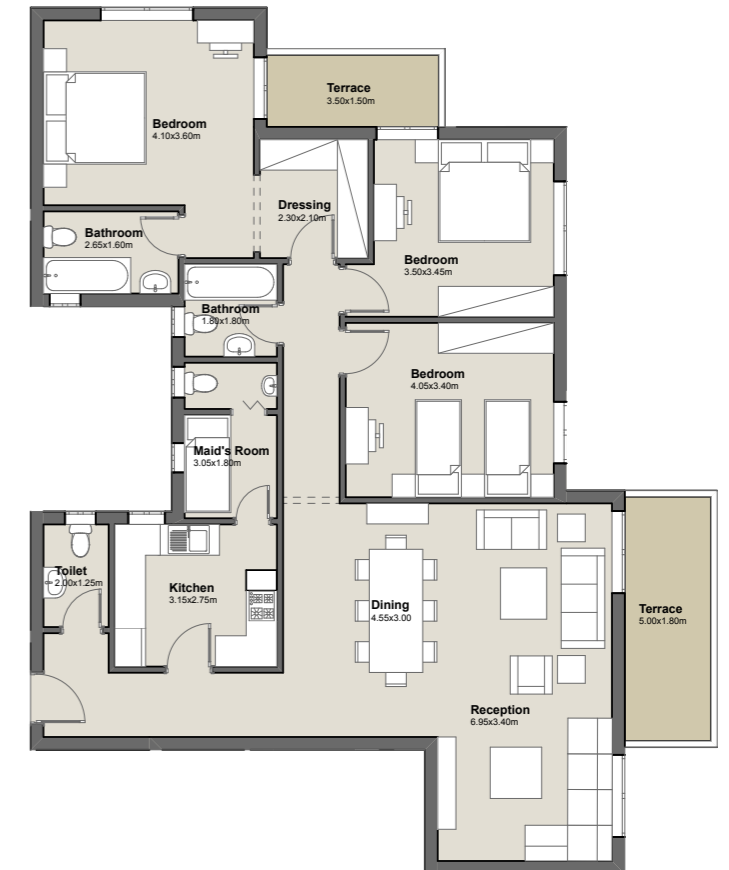 Terrace
3.50x1.50m
Bedroom
4.10x3.60m
Dressing
2.30x2.10m
Bathroom
2.65x1.60m
Bedroom
3.50x3.45m
Bathroom
1.80x1.80m
Bedroom
4.05x3.40m
Maid's Room
3.05x1.80m
Toilet
2.00x1.25m
Kitchen
3.15x2.75m
Dining
4.55x3.00
Terrace
5.00x1.80m
Reception
6.95x3.40m